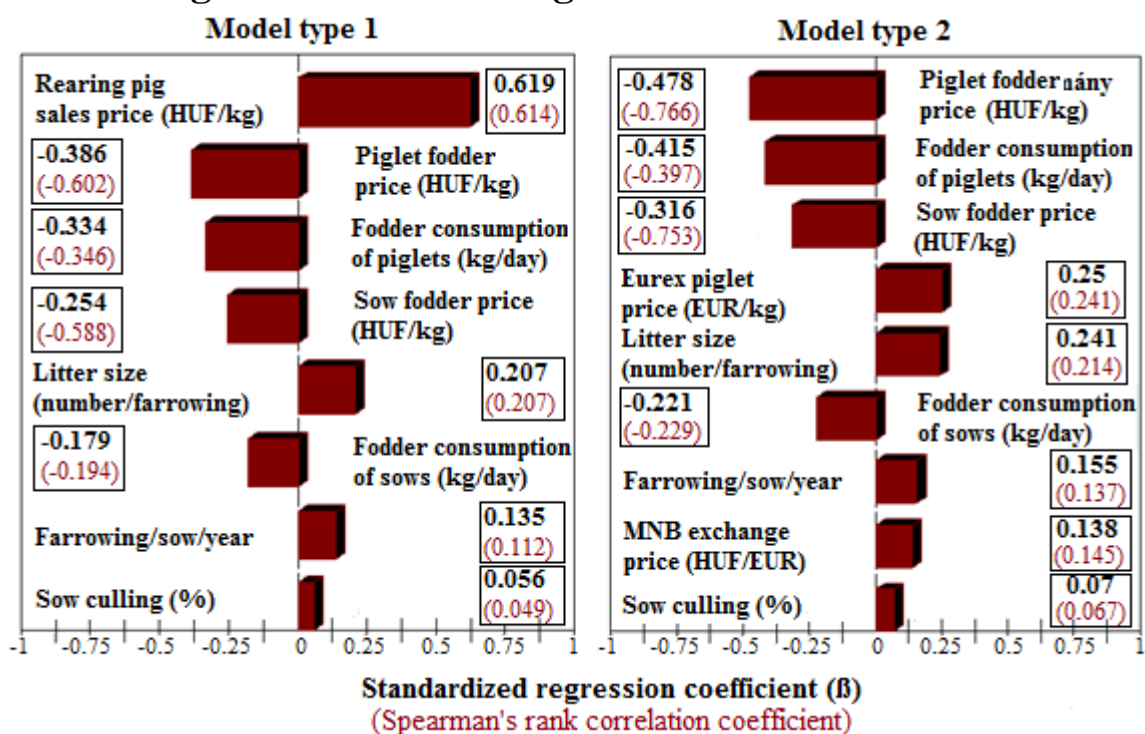 Model type 1
Rearing pig
sales price (HUF/kg)
0.619
(0.614)
-0.386
(-0.602)
Piglet fodder
price (HUF/kg)
-0.334
(-0.346)
Fodder consumption
of piglets (kg/day)
-0.254
(-0.588)
Sow fodder price
(HUF/kg)
Litter size
(number/farrowing)
0.207
(0.207)
-0.179
(-0.194)
Fodder consumption
of sows (kg/day)
Farrowing/sow/year
0.135
(0.112)
Sow culling (%)
0.056
(0.049)
-1 -0.75 -0.5 -0.25 0 0.25 0.5 0.75 1
Model type 2
-0.478
(-0.766)
Piglet fodder mány
price (HUF/kg)
-0.415
(-0.397)
Fodder consumption
of piglets (kg/day)
-0.316
(-0.753)
Sow fodder price
(HUF/kg)
Eurex piglet
price (EUR/kg)
0.25
(0.241)
Litter size
(number/farrowing)
0.241
(0.214)
-0.221
(-0.229)
Fodder consumption
of sows (kg/day)
Farrowing/sow/year
0.155
(0.137)
MNB exchange
price (HUF/EUR)
0.138
(0.145)
Sow culling (%)
0.07
(0.067)
-1 -0.75 -0.5 -0.25 0 0.25 0.5 0.75 1
Standardized regression coefficient (ß)
(Spearman's rank correlation coefficient)